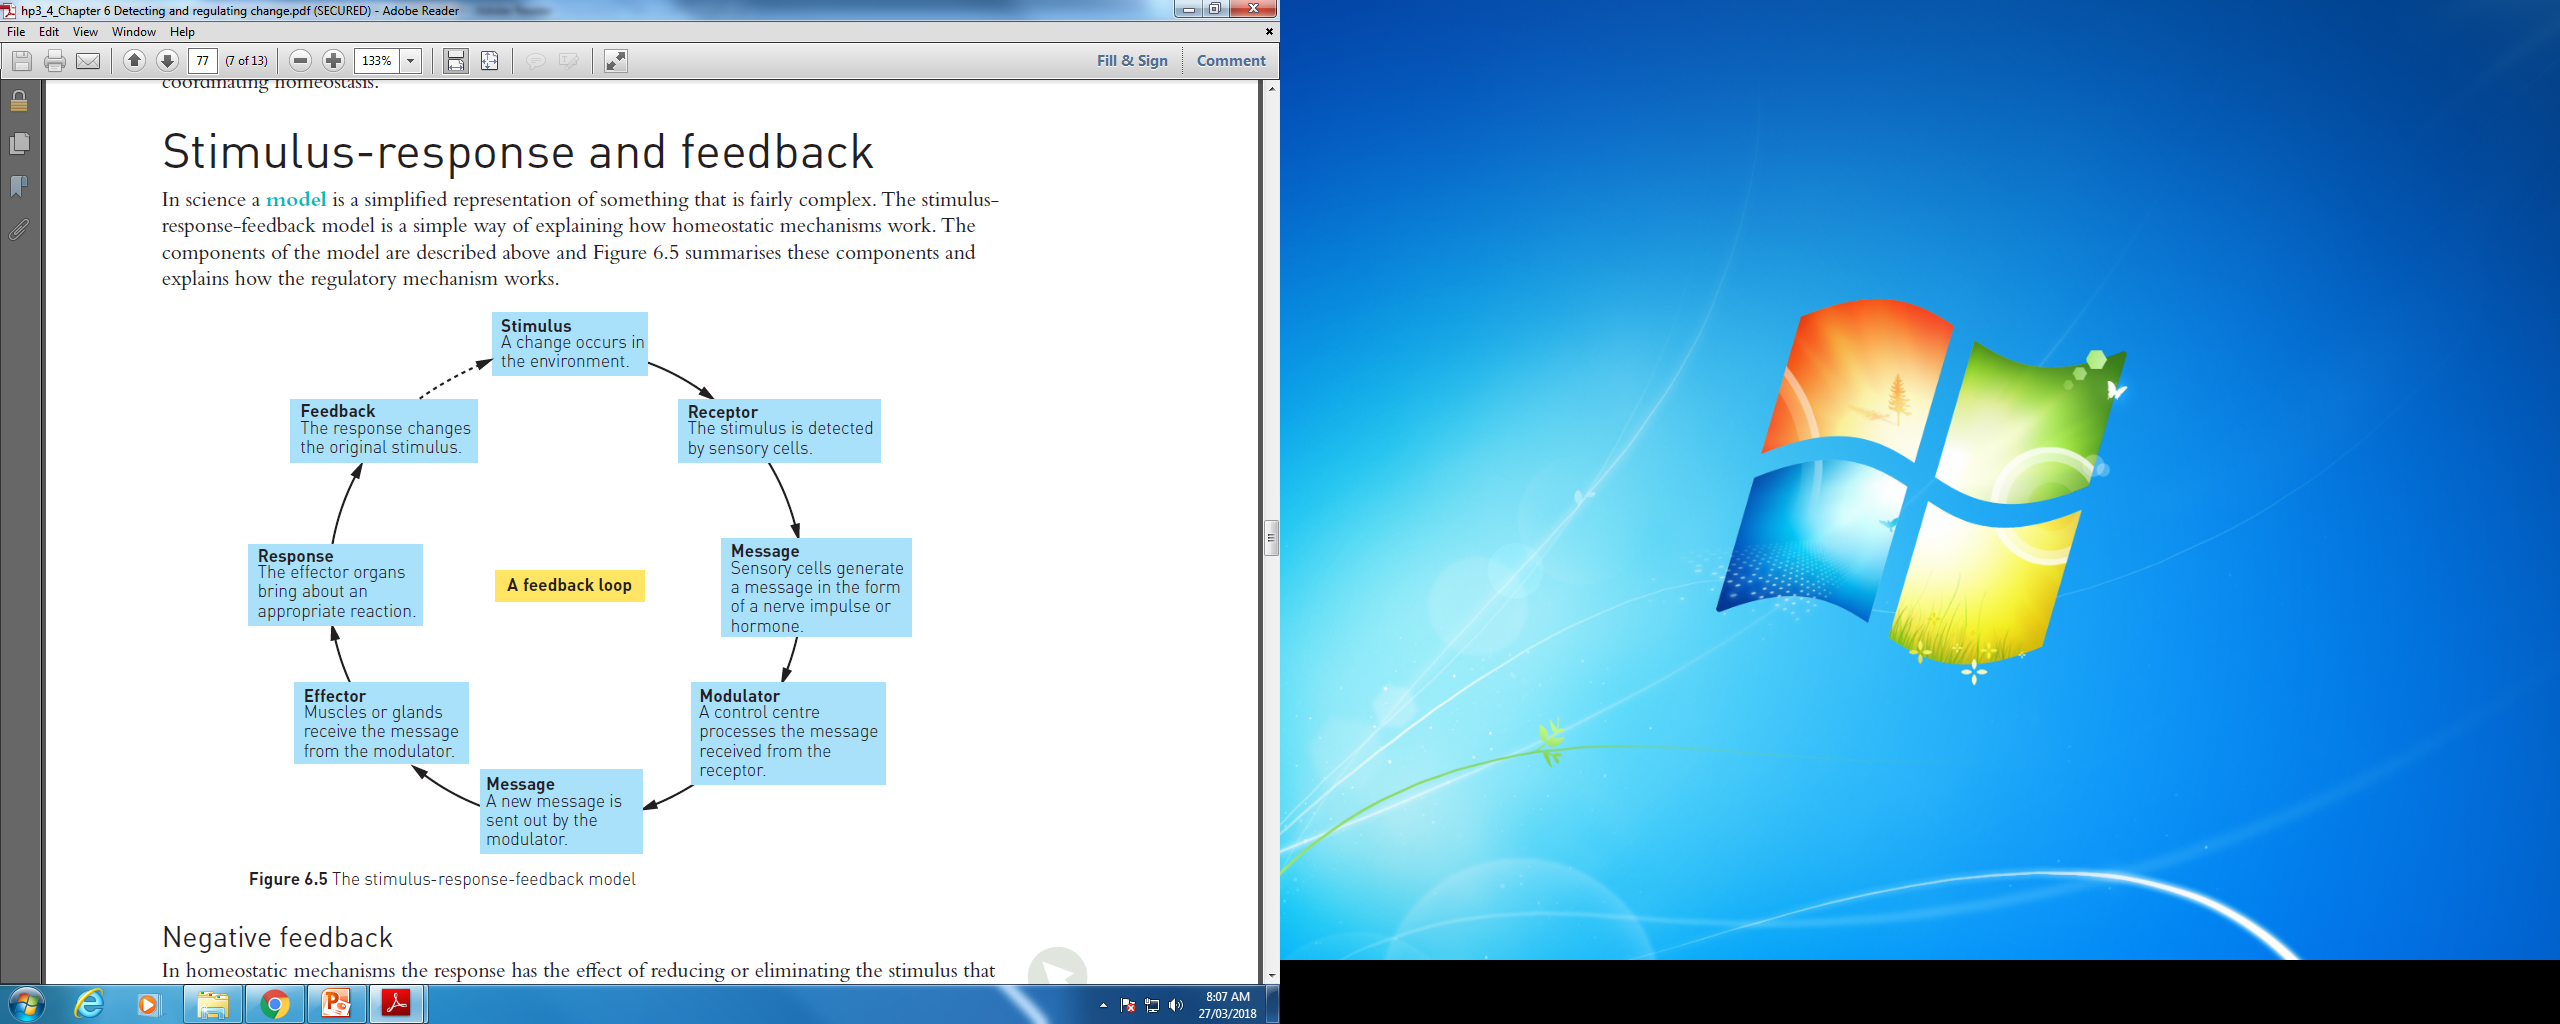 hp3_4_Chapter 6 Detecting and regulating change.pdf (SECURED) - Adobe Reader
File Edit View Window Help
77 (7 of 13) 133% Fill & Sign Comment
coordinating homeostasis.
Stimulus-response and feedback
In science a model is a simplified representation of something that is fairly complex. The stimulus-
response-feedback model is a simple way of explaining how homeostatic mechanisms work. The
components of the model are described above and Figure 6.5 summarises these components and
explains how the regulatory mechanism works.
Stimulus
A change occurs in
the environment.
Receptor
The stimulus is detected
by sensory cells.
Message
Sensory cells generate
a message in the form
of a nerve impulse or
hormone.
Modulator
A control centre
processes the message
received from the
receptor.
Message
A new message is
sent out by the
modulator.
Effector
Muscles or glands
receive the message
from the modulator.
Response
The effector organs
bring about an
appropriate reaction.
Feedback
The response changes
the original stimulus.
A feedback loop
Figure 6.5 The stimulus-response-feedback model
Negative feedback
In homeostatic mechanisms the response has the effect of reducing or eliminating the stimulus that
8:07 AM
27/03/2018